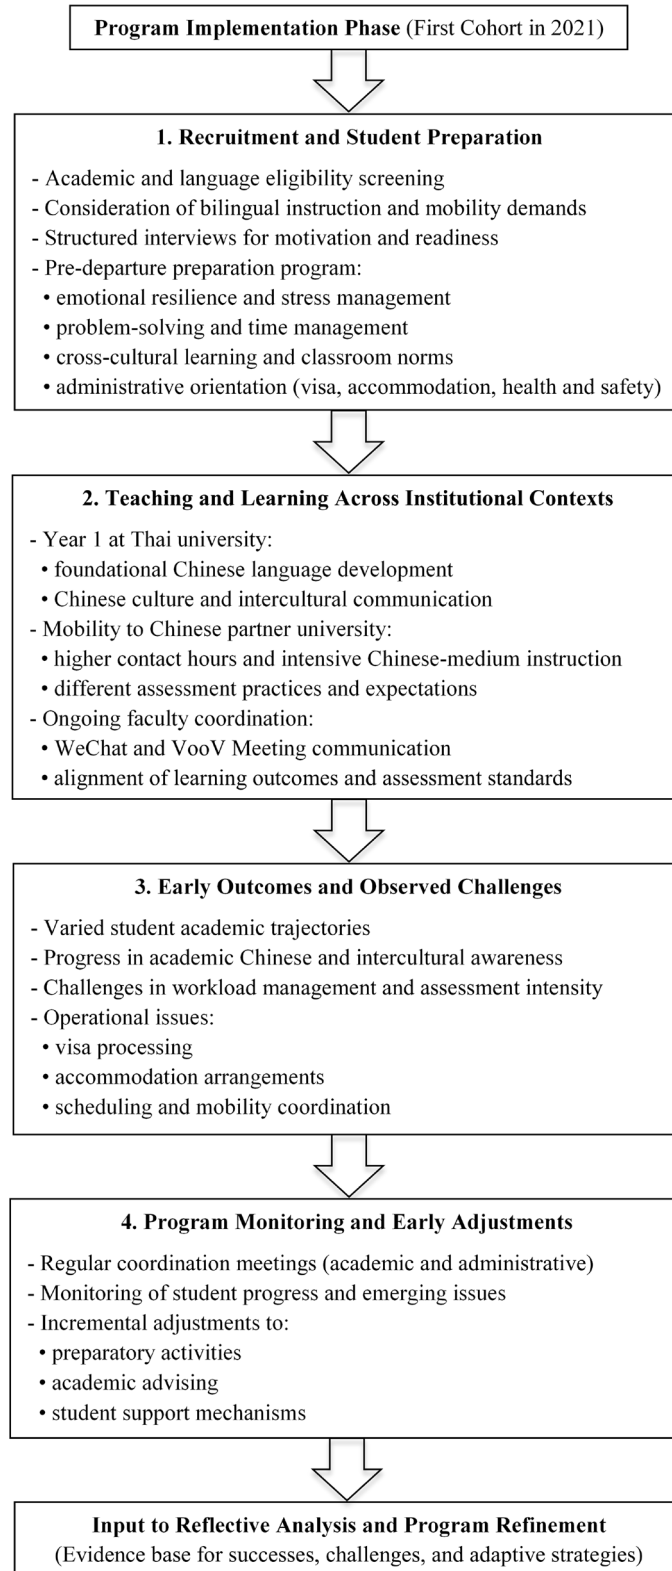 Program Implementation Phase (First Cohort in 2021)
1. Recruitment and Student Preparation
- Academic and language eligibility screening
- Consideration of bilingual instruction and mobility demands
- Structured interviews for motivation and readiness
- Pre-departure preparation program:
• emotional resilience and stress management
• problem-solving and time management
• cross-cultural learning and classroom norms
• administrative orientation (visa, accommodation, health and safety)
2. Teaching and Learning Across Institutional Contexts
- Year 1 at Thai university:
• foundational Chinese language development
• Chinese culture and intercultural communication
- Mobility to Chinese partner university:
• higher contact hours and intensive Chinese-medium instruction
• different assessment practices and expectations
- Ongoing faculty coordination:
• WeChat and VooV Meeting communication
• alignment of learning outcomes and assessment standards
3. Early Outcomes and Observed Challenges
- Varied student academic trajectories
- Progress in academic Chinese and intercultural awareness
- Challenges in workload management and assessment intensity
- Operational issues:
• visa processing
• accommodation arrangements
• scheduling and mobility coordination
4. Program Monitoring and Early Adjustments
- Regular coordination meetings (academic and administrative)
- Monitoring of student progress and emerging issues
- Incremental adjustments to:
• preparatory activities
• academic advising
• student support mechanisms
Input to Reflective Analysis and Program Refinement
(Evidence base for successes, challenges, and adaptive strategies)